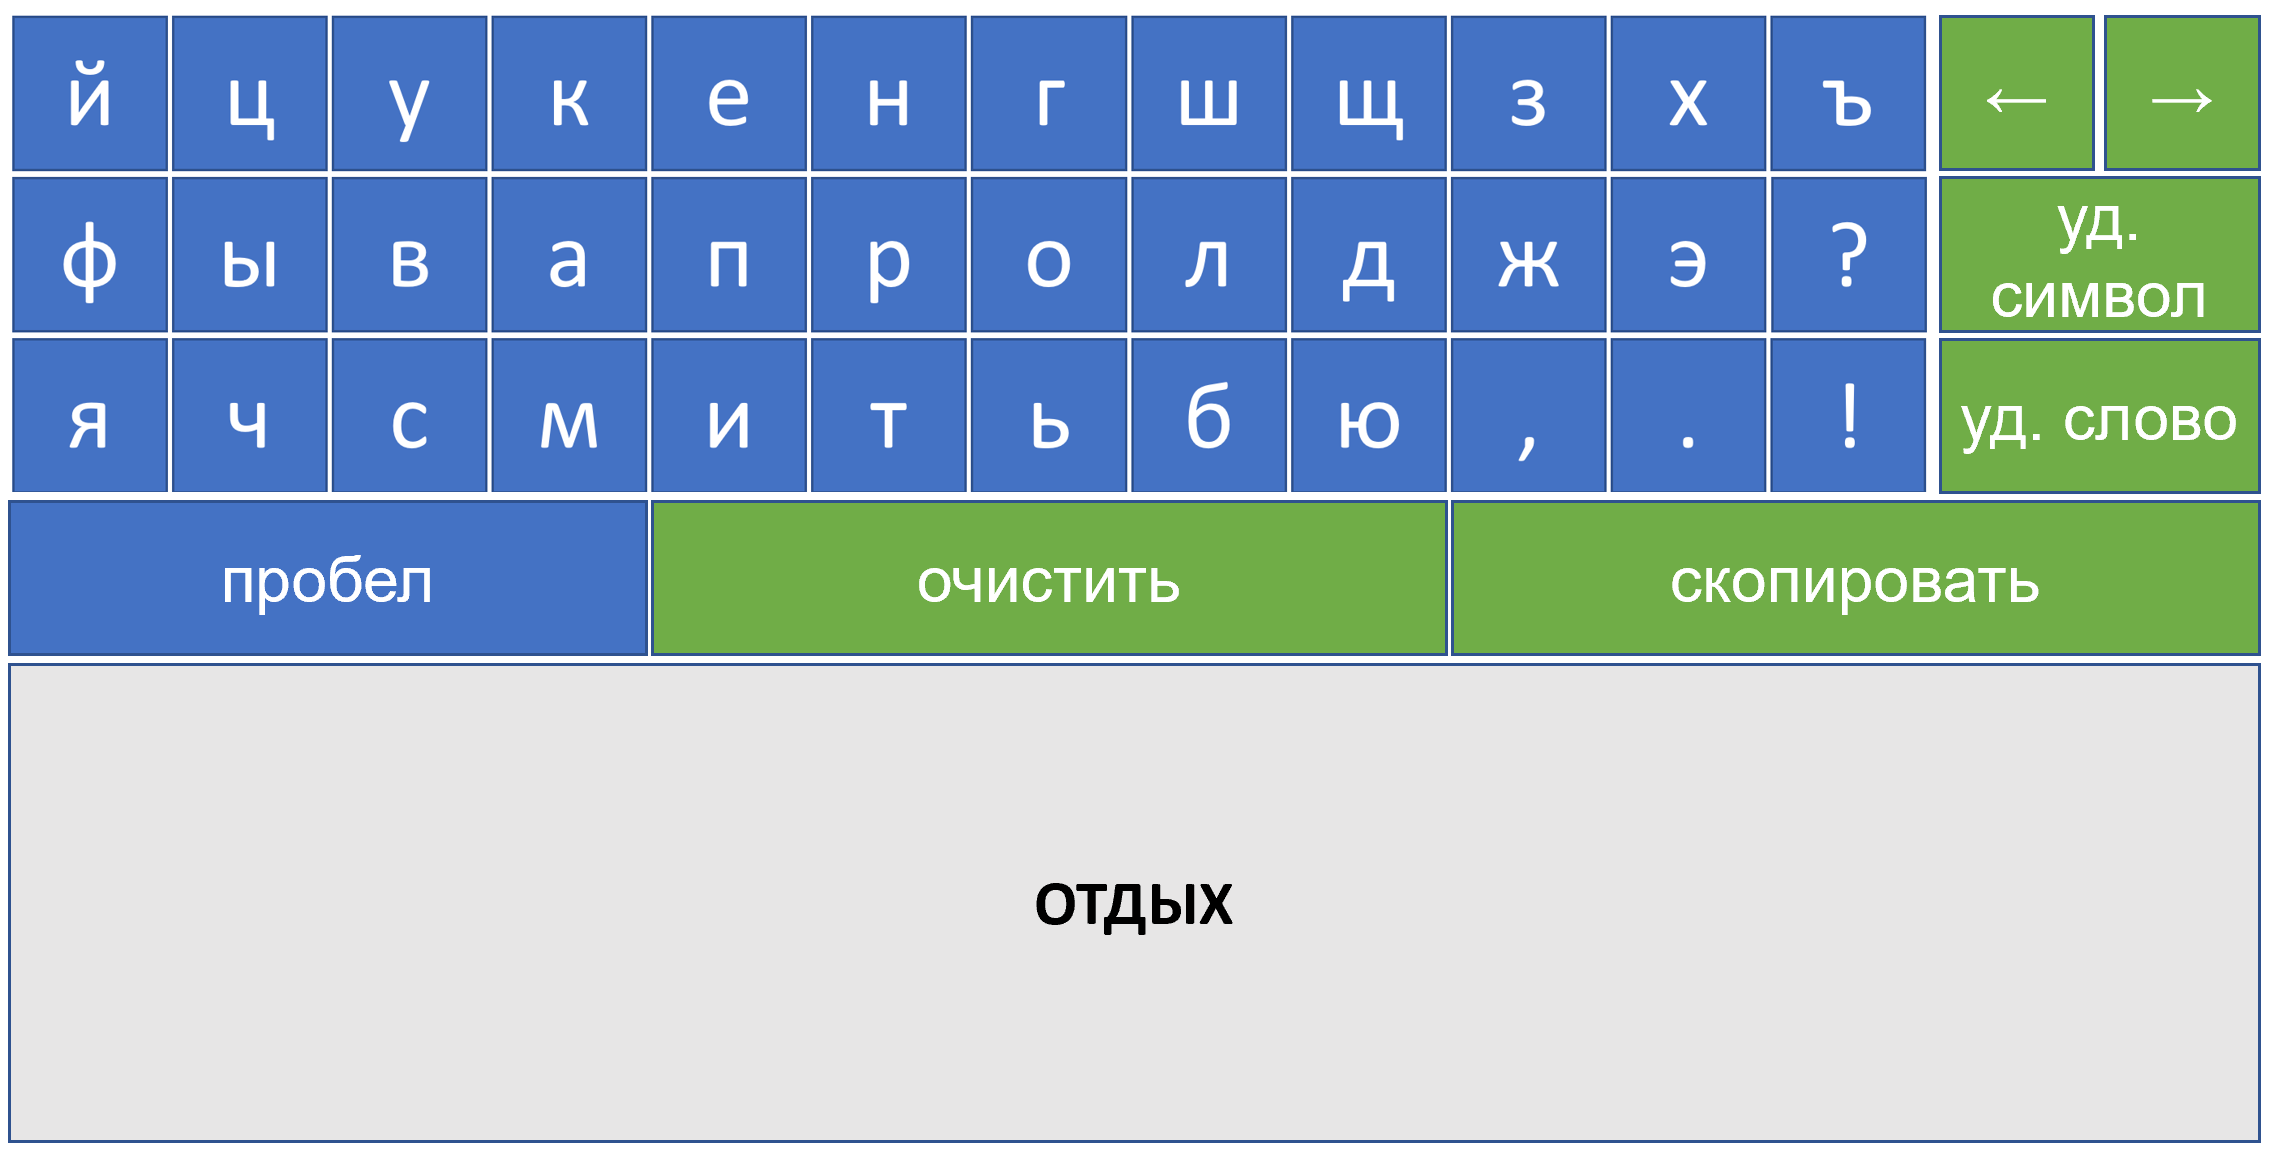 й ц у к е н г ш щ з х ъ ← →
ф ы в а п р о л д ж э ? уд. символ
я ч с м и т ь б ю , . ! уд. слово
пробел очистить скопировать
ОТДЫХ